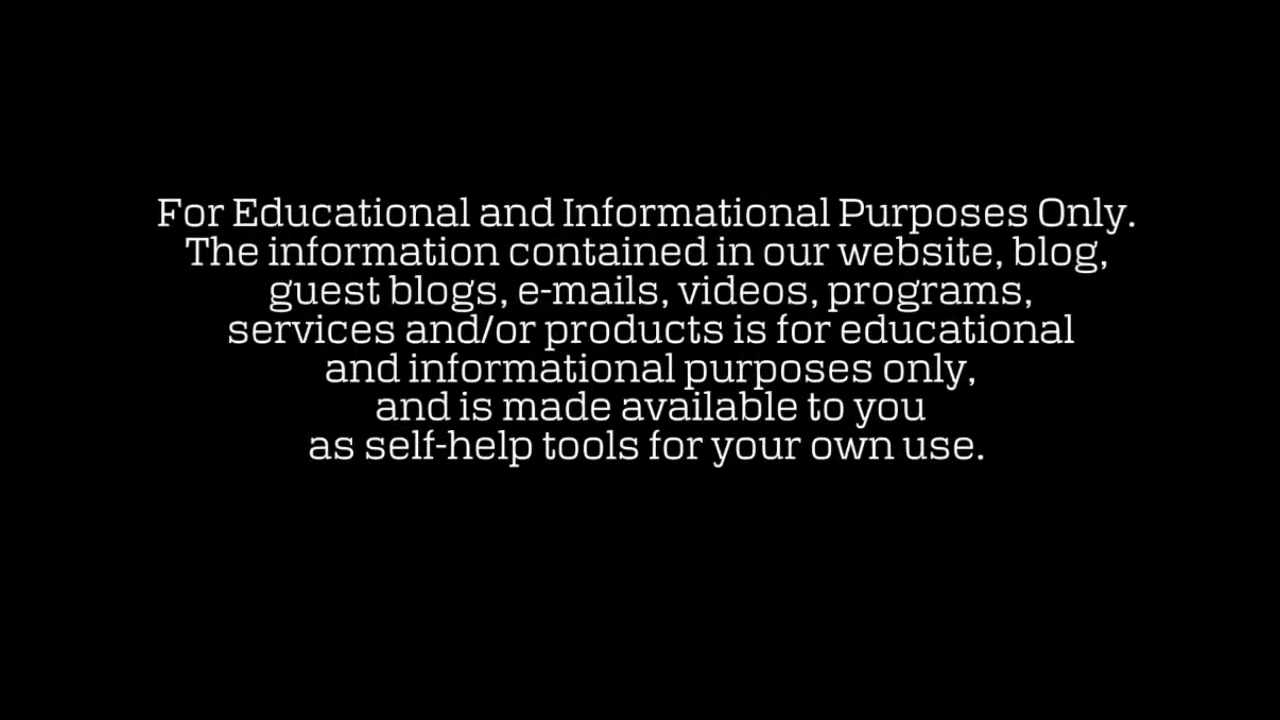 For Educational and Informational Purposes Only.
The information contained in our website, blog,
guest blogs, e-mails, videos, programs,
services and/or products is for educational
and informational purposes only,
and is made available to you
as self-help tools for your own use.